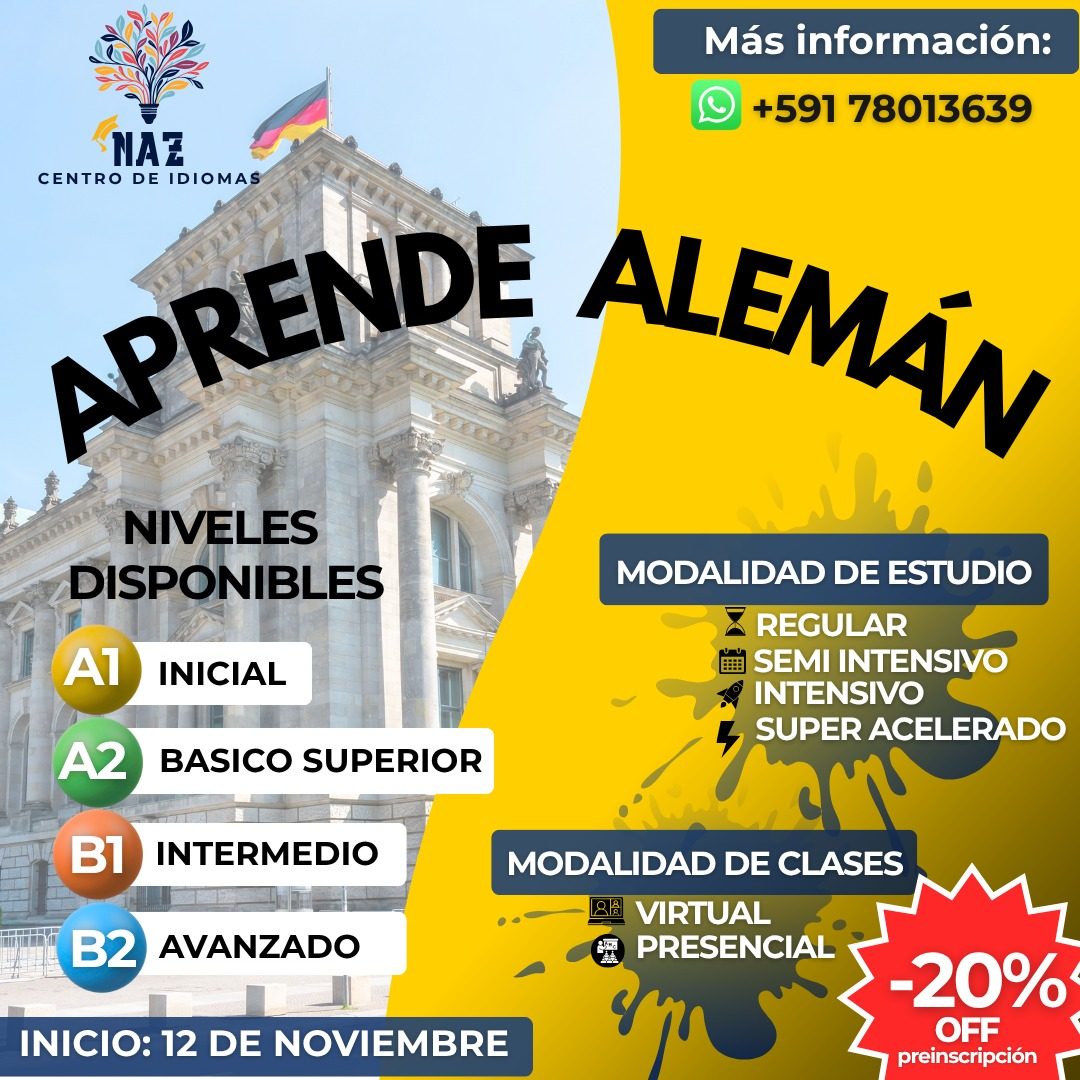 NAZ
CENTRO DE IDIOMAS
Más información:
+591 78013639
APRENDE ALEMÁN
NIVELES
DISPONIBLES
A1 INICIAL
A2 BASICO SUPERIOR
B1 INTERMEDIO
B2 AVANZADO
MODALIDAD DE ESTUDIO
REGULAR
SEMI INTENSIVO
INTENSIVO
SUPER ACELERADO
MODALIDAD DE CLASES
VIRTUAL
PRESENCIAL
-20%
OFF
preinscripción
INICIO: 12 DE NOVIEMBRE